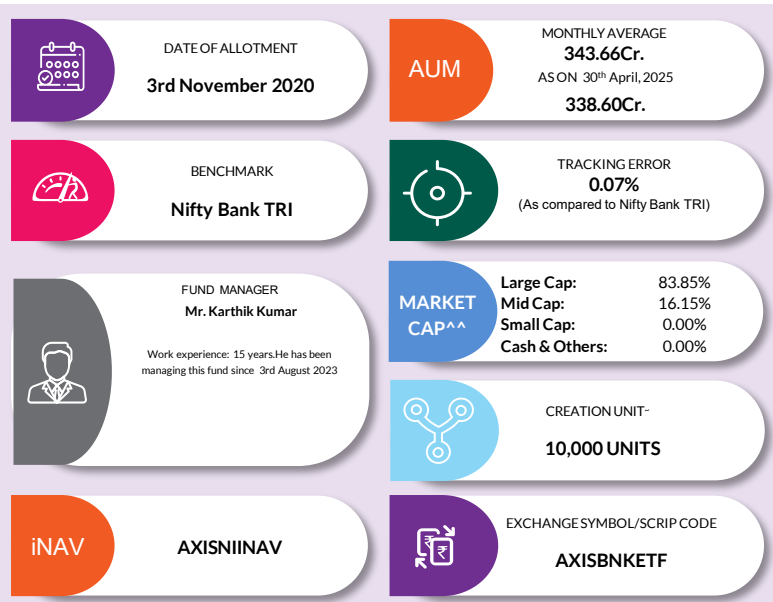 DATE OF ALLOTMENT
3rd November 2020
AUM
MONTHLY AVERAGE
343.66Cr.
AS ON 30th April, 2025
338.60Cr.
BENCHMARK
Nifty Bank TRI
TRACKING ERROR
0.07%
(As compared to Nifty Bank TRI)
FUND MANAGER
Mr. Karthik Kumar
Work experience: 15 years.He has been
managing this fund since 3rd August 2023
MARKET
CAP^^
Large Cap: 83.85%
Mid Cap: 16.15%
Small Cap: 0.00%
Cash & Others: 0.00%
CREATION UNIT~
10,000 UNITS
iNAV
AXISNIINAV
EXCHANGE SYMBOL/SCRIP CODE
AXISBNKETF